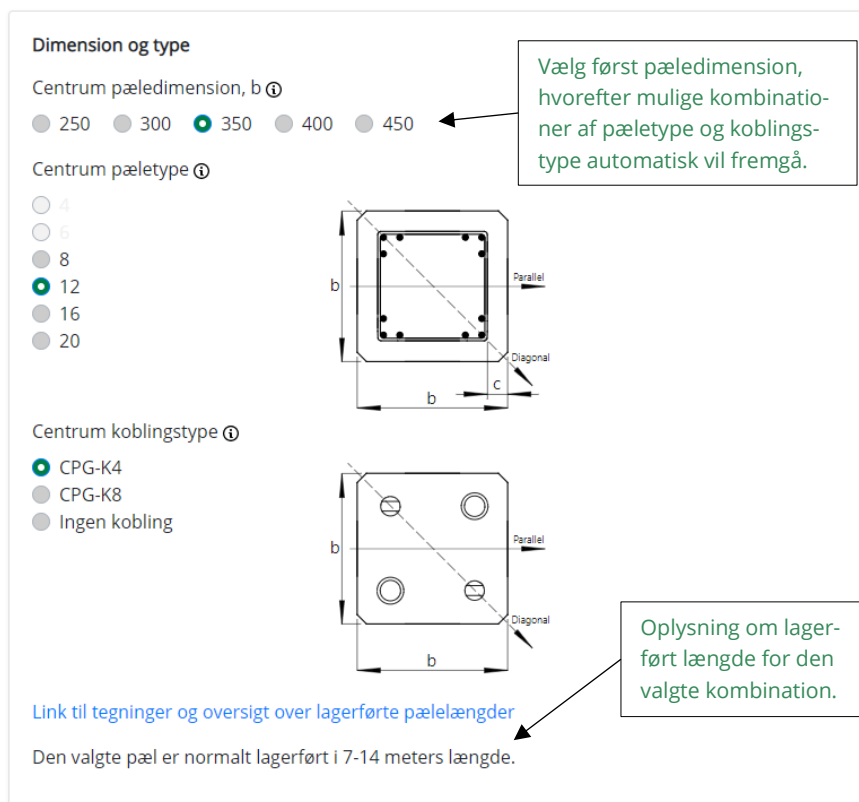 Dimension og type
Centrum pæledimension, b
250 300 350 400 450
Vælg først pæledimension,
hvorefter mulige kombinatio-
ner af pæletype og koblings-
type automatisk vil fremgå.
Centrum pæletype
4
6
8
12
16
20
b
Parallel
Diagonal
c
b
Centrum koblingstype
CPG-K4
CPG-K8
Ingen kobling
b
Parallel
Diagonal
b
Oplysning om lager-
ført længde for den
valgte kombination.
Link til tegninger og oversigt over lagerførte pælelængder
Den valgte pæl er normalt lagerført i 7-14 meters længde.